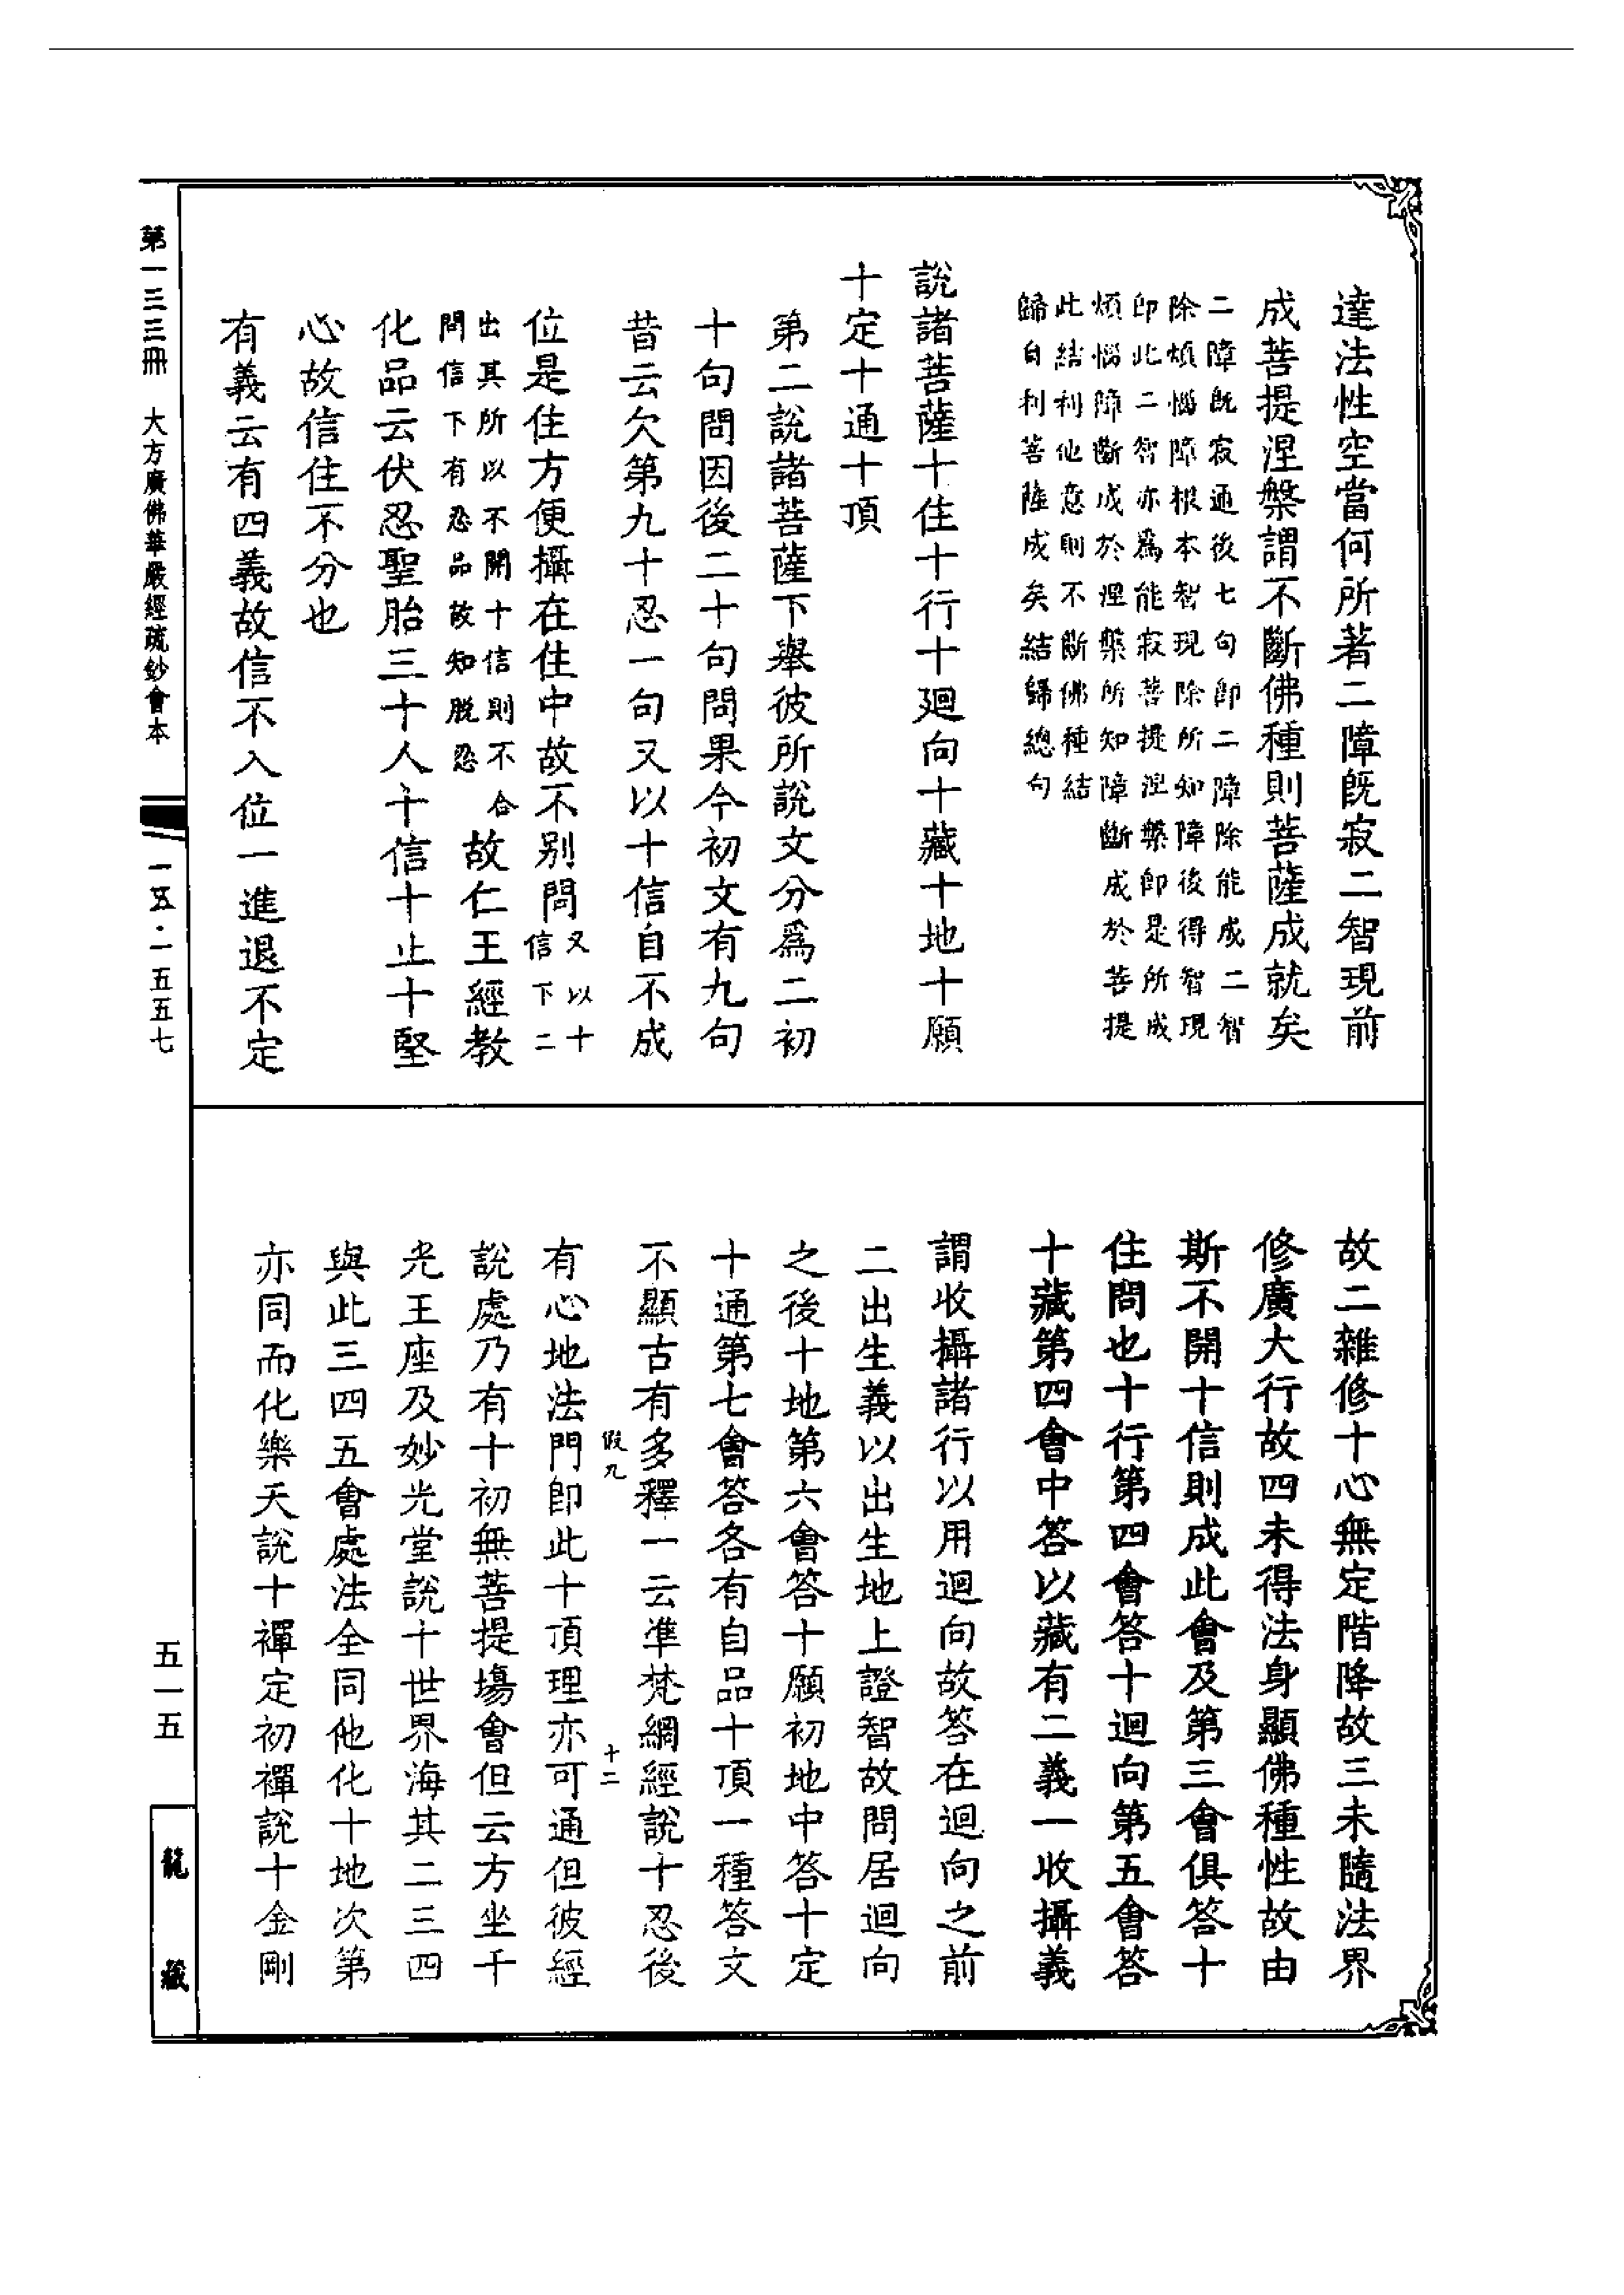 達法性空當何所著二障既寂二智現前
成菩提涅槃謂不斷佛種則菩薩成就矣
二障既寂通後七句即二障除能成二智
除煩惱障根本智現除所知障後得智現
即此二智亦為能寂菩提涅槃即是所成
煩惱障斷成於涅槃所知障斷成於菩提
此結利他意則不斷佛種結
歸自利菩薩成矣結歸總句
說諸菩薩十住十行十廻向十藏十地十願
十定十通十頂
第二說諸菩薩下舉彼所說文分爲二初
十句問因後二十句問果今初文有九句
昔云欠第九十忍一句又以十信自不成
位是住方便攝在住中故不别問
又以十
信下二
出其所以不開十信則不合
問信下有忍品故知脱忍
故仁王經教
化品云伏忍聖胎三十人十信十止十堅
心故信住不分也
有義云有四義故信不入位一進退不定
故二雜修十心無定階降故三未隨法界
修廣大行故四未得法身顯佛種性故由
斯不開十信則成此會及第三會俱答十
住問也十行第四會答十迴向第五會答
十藏第四會中答以藏有二義一收攝義
謂收攝諸行以用迴向故答在迴向之前
二出生義以出生地上證智故問居迴向
之後十地第六會答十願初地中答十定
十通第七會答各有自品十頂一種答文
不顯古有多釋一云準梵網經說十忍後
假九
十二
有心地法門即此十頂理亦可通但彼經
說處乃有十初無菩提場會但云方坐千
光王座及妙光堂說十世界海其二三四
與此三四五會處法全同他化十地次第
亦同而化樂天說十禪定初禪說十金剛
第一三三冊 大方廣佛華嚴經疏鈔會本
一五·一五五七
五一五
龍藏